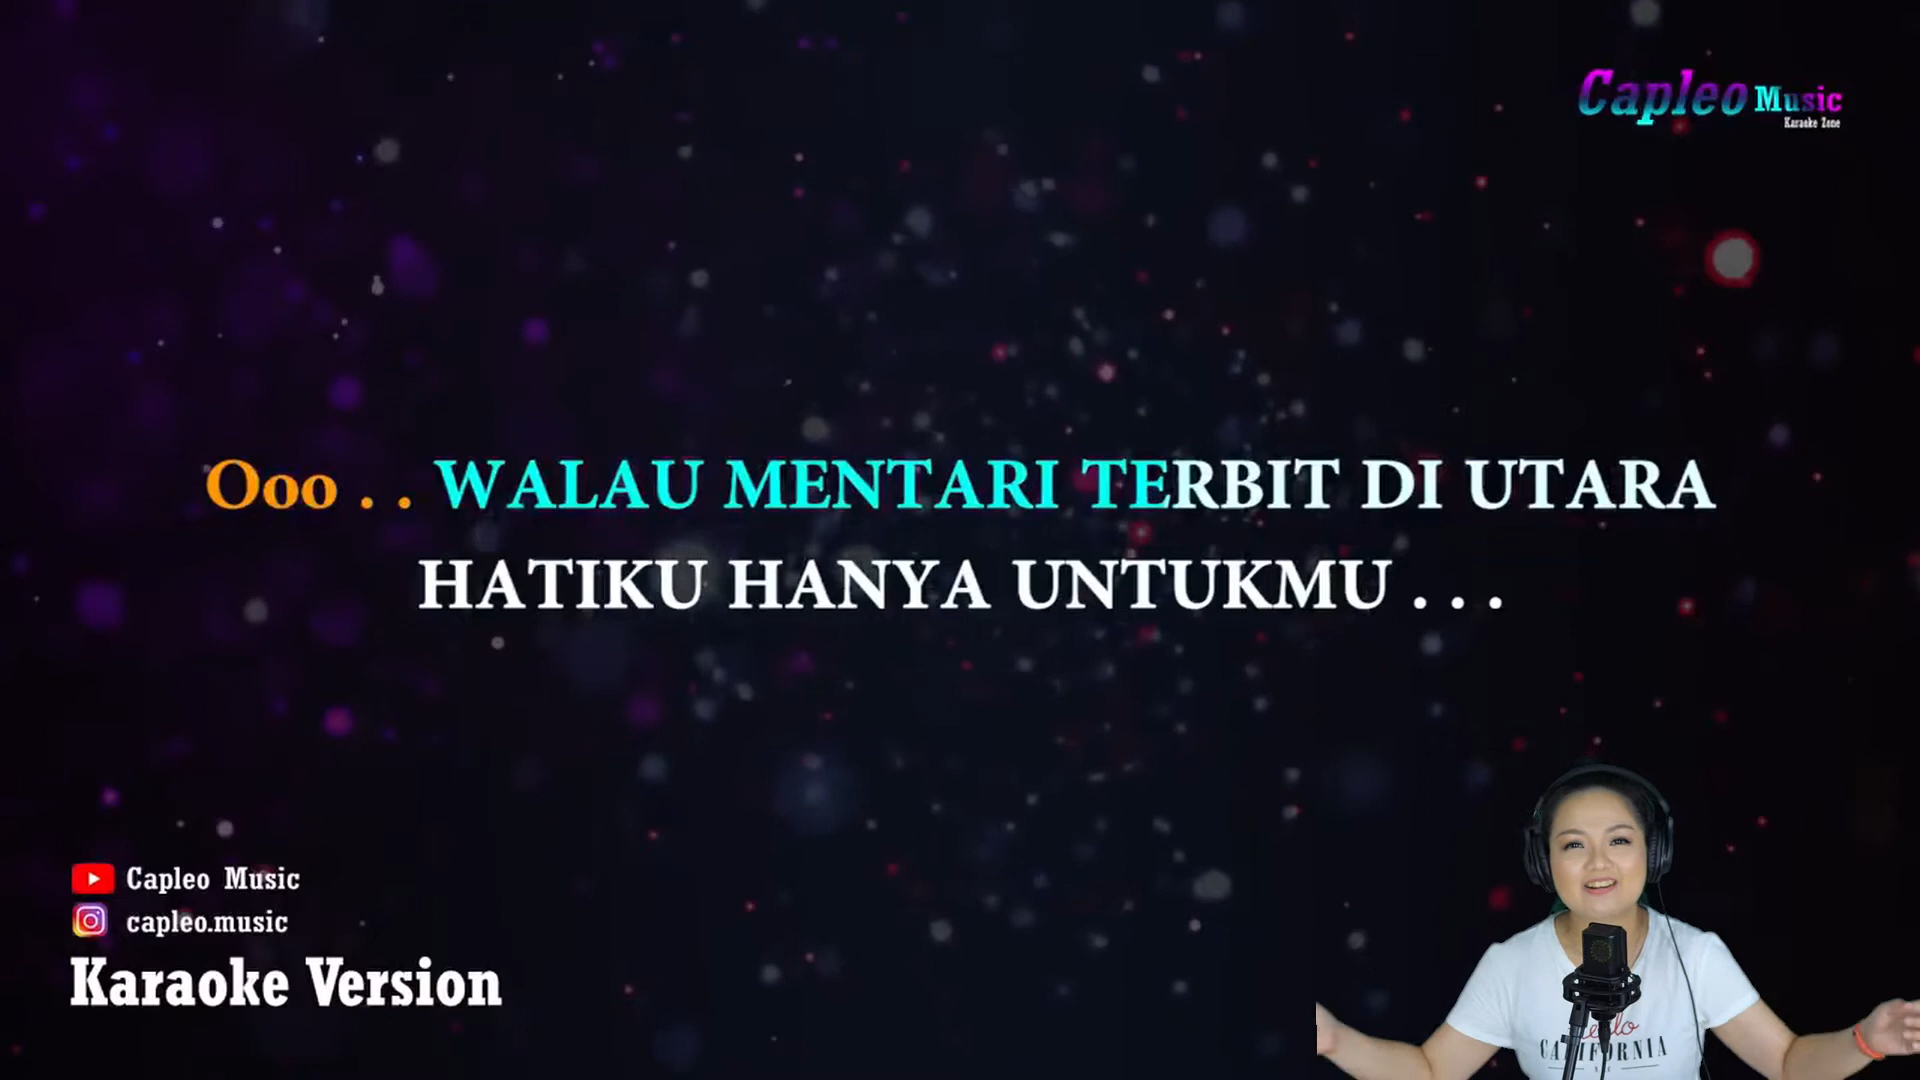 Capleo Music
Karaoke Zone
Ooo . . WALAU MENTARI TERBIT DI UTARA
HATIKU HANYA UNTUKMU . . .
Capleo Music
capleo.music
Karaoke Version
CALIFORNIA